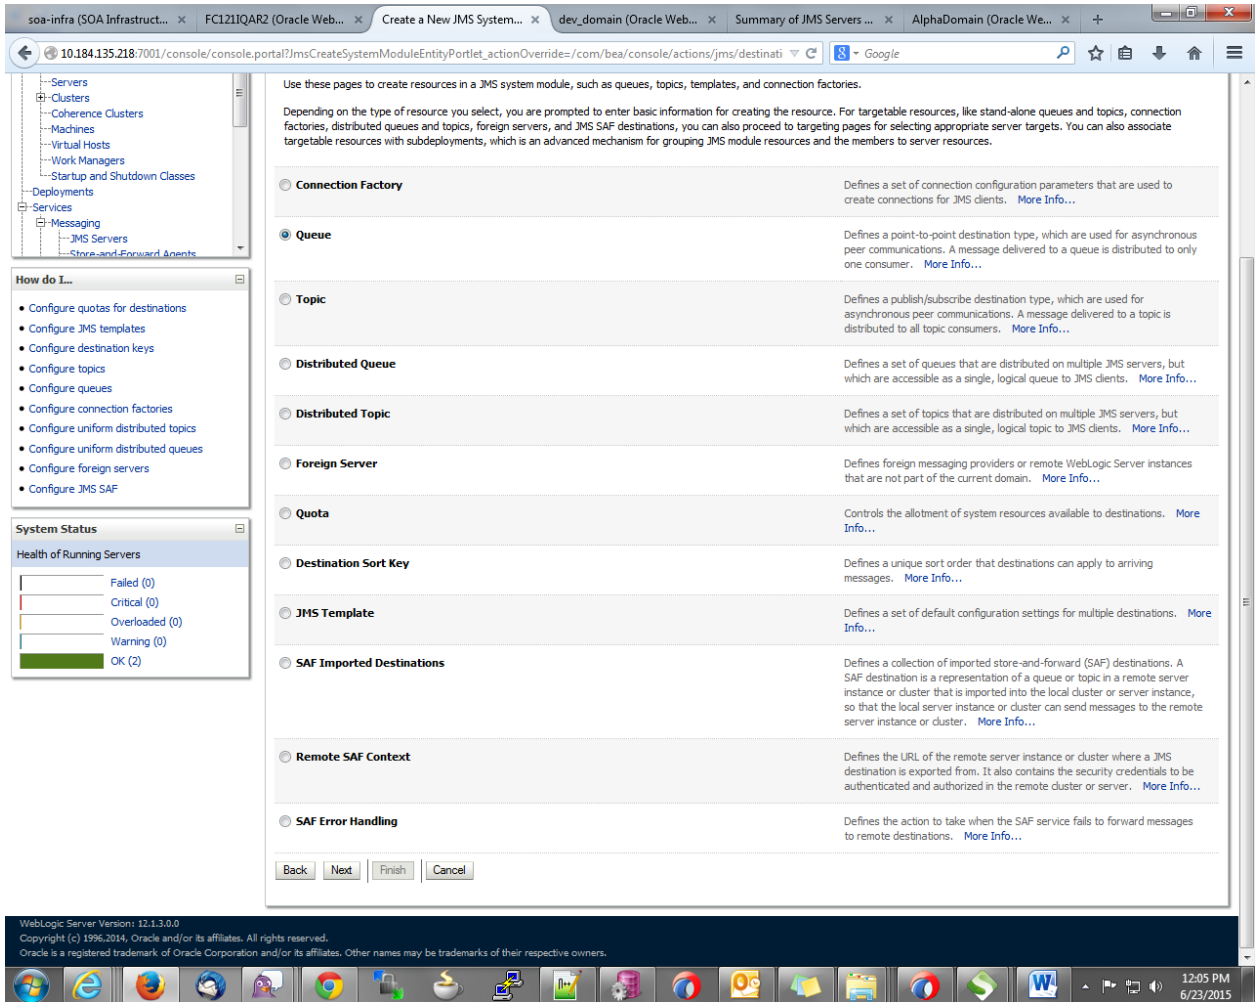 soa-infra (SOA Infrastruct... ×
FC121IQAR2 (Oracle Web... ×
Create a New JMS System... ×
dev_domain (Oracle Web... ×
Summary of JMS Servers ... ×
AlphaDomain (Oracle We... ×
10.184.135.218:7001/console/console.portal?JmsCreateSystemModuleEntityPortlet_actionOverride=/com/bea/console/actions/jms/destinati
Google
Servers
Clusters
Coherence Clusters
Machines
Virtual Hosts
Work Managers
Startup and Shutdown Classes
Deployments
Services
Messaging
JMS Servers
Store-and-Forward Agents
How do I...
• Configure quotas for destinations
• Configure JMS templates
• Configure destination keys
• Configure topics
• Configure queues
• Configure connection factories
• Configure uniform distributed topics
• Configure uniform distributed queues
• Configure foreign servers
• Configure JMS SAF
System Status
Health of Running Servers
Failed (0)
Critical (0)
Overloaded (0)
Warning (0)
OK (2)
Use these pages to create resources in a JMS system module, such as queues, topics, templates, and connection factories.
Depending on the type of resource you select, you are prompted to enter basic information for creating the resource. For targetable resources, like stand-alone queues and topics, connection
factories, distributed queues and topics, foreign servers, and JMS SAF destinations, you can also proceed to targeting pages for selecting appropriate server targets. You can also associate
targetable resources with subdeployments, which is an advanced mechanism for grouping JMS module resources and the members to server resources.
Connection Factory
Defines a set of connection configuration parameters that are used to
create connections for JMS clients. More Info...
Queue
Defines a point-to-point destination type, which are used for asynchronous
peer communications. A message delivered to a queue is distributed to only
one consumer. More Info...
Topic
Defines a publish/subscribe destination type, which are used for
asynchronous peer communications. A message delivered to a topic is
distributed to all topic consumers. More Info...
Distributed Queue
Defines a set of queues that are distributed on multiple JMS servers, but
which are accessible as a single, logical queue to JMS clients. More Info...
Distributed Topic
Defines a set of topics that are distributed on multiple JMS servers, but
which are accessible as a single, logical topic to JMS clients. More Info...
Foreign Server
Defines foreign messaging providers or remote WebLogic Server instances
that are not part of the current domain. More Info...
Quota
Controls the allotment of system resources available to destinations. More
Info...
Destination Sort Key
Defines a unique sort order that destinations can apply to arriving
messages. More Info...
JMS Template
Defines a set of default configuration settings for multiple destinations. More
Info...
SAF Imported Destinations
Defines a collection of imported store-and-forward (SAF) destinations. A
SAF destination is a representation of a queue or topic in a remote server
instance or cluster that is imported into the local cluster or server instance,
so that the local server instance or cluster can send messages to the remote
server instance or cluster. More Info...
Remote SAF Context
Defines the URL of the remote server instance or cluster where a JMS
destination is exported from. It also contains the security credentials to be
authenticated and authorized in the remote cluster or server. More Info...
SAF Error Handling
Defines the action to take when the SAF service fails to forward messages
to remote destinations. More Info...
Back Next Finish Cancel
WebLogic Server Version: 12.1.3.0.0
Copyright (c) 1996,2014, Oracle and/or its affiliates. All rights reserved.
Oracle is a registered trademark of Oracle Corporation and/or its affiliates. Other names may be trademarks of their respective owners.
12:05 PM
6/23/2015